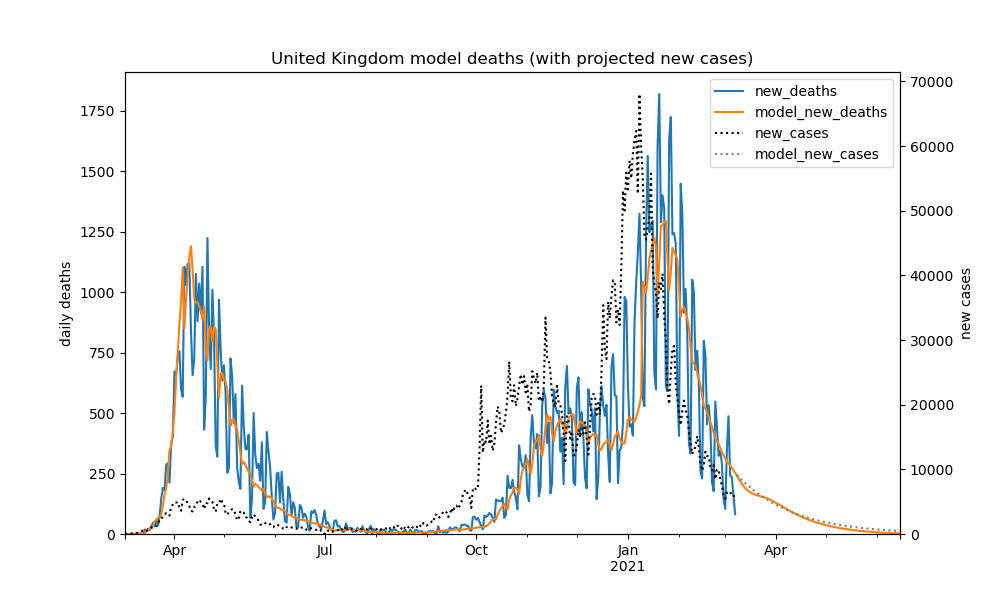 United Kingdom model deaths (with projected new cases)
new_deaths
model_new_deaths
new_cases
model_new_cases
daily deaths
1750
1500
1250
1000
750
500
250
0
70000
60000
50000
40000
30000
20000
10000
0
new cases
Apr
Jul
Oct
Jan
2021
Apr